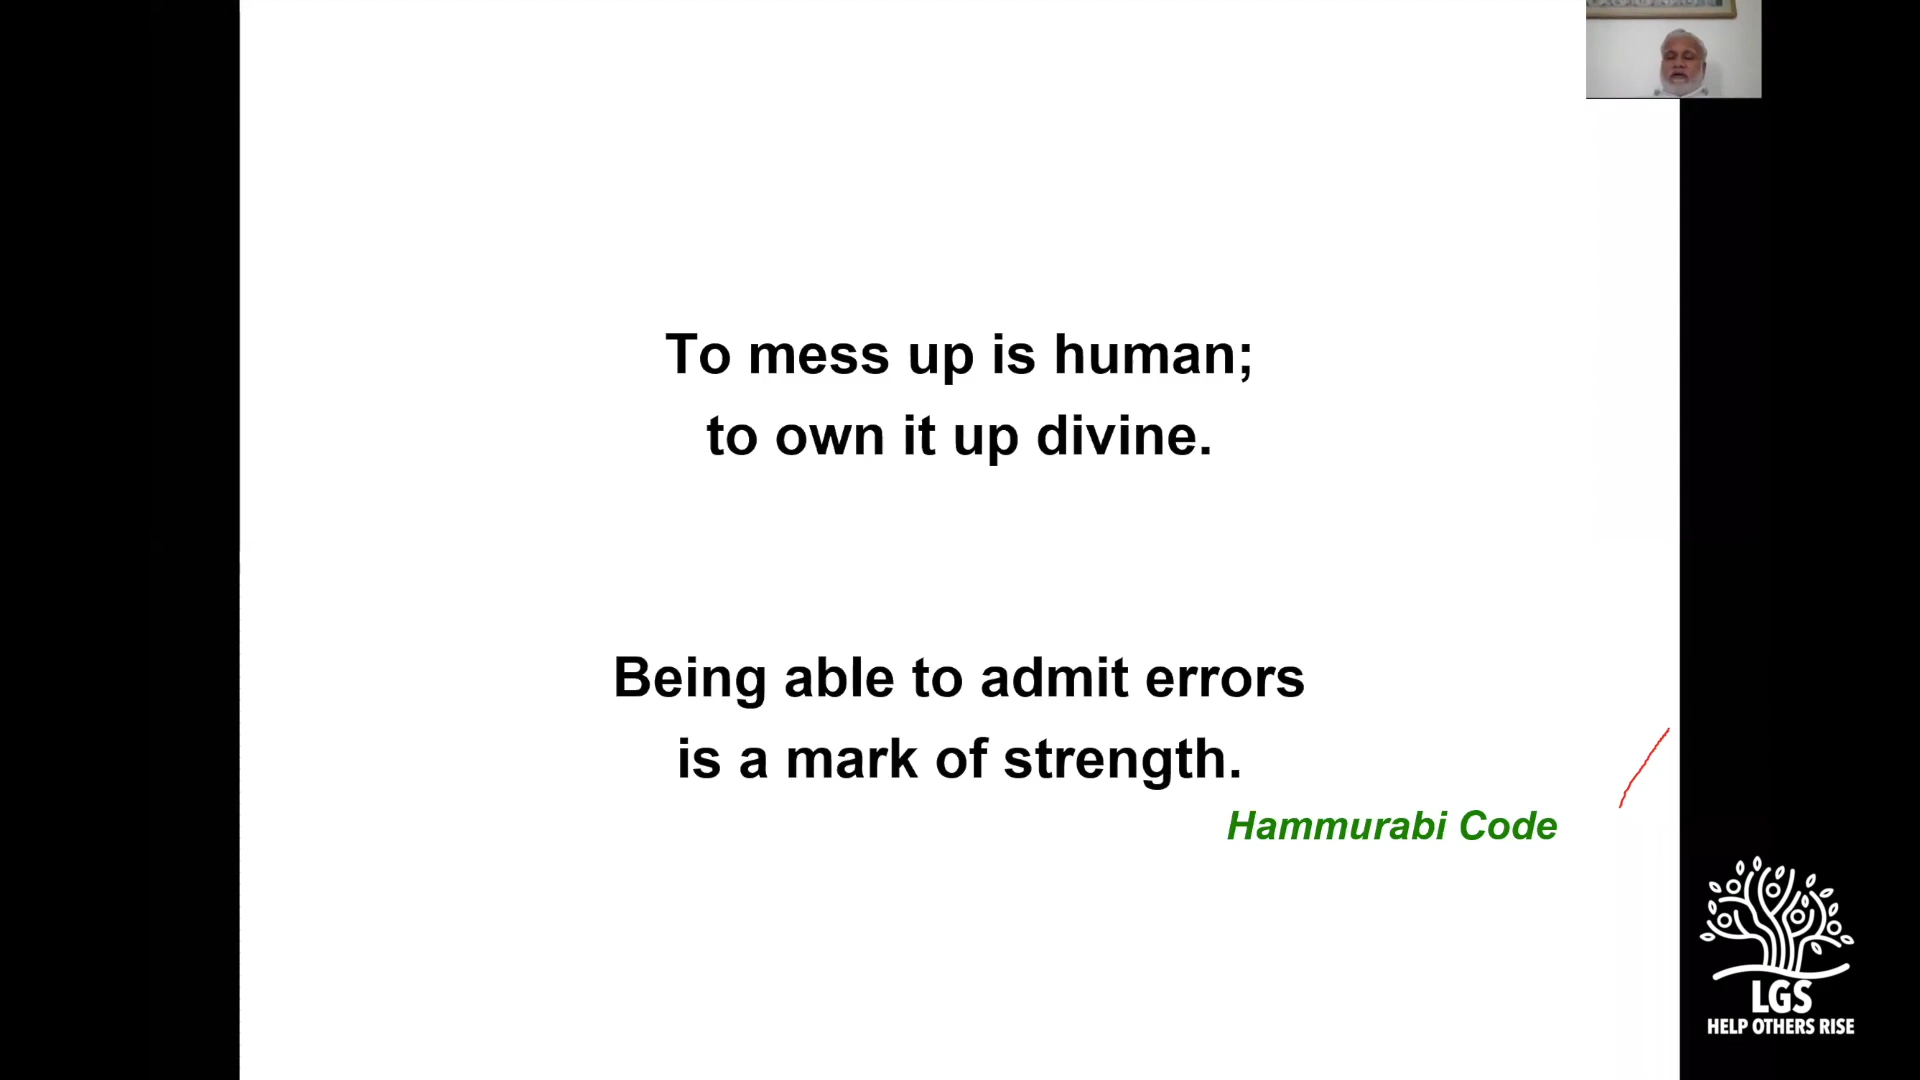 To mess up is human;
to own it up divine.
Being able to admit errors
is a mark of strength.
Hammurabi Code
LGS
HELP OTHERS RISE